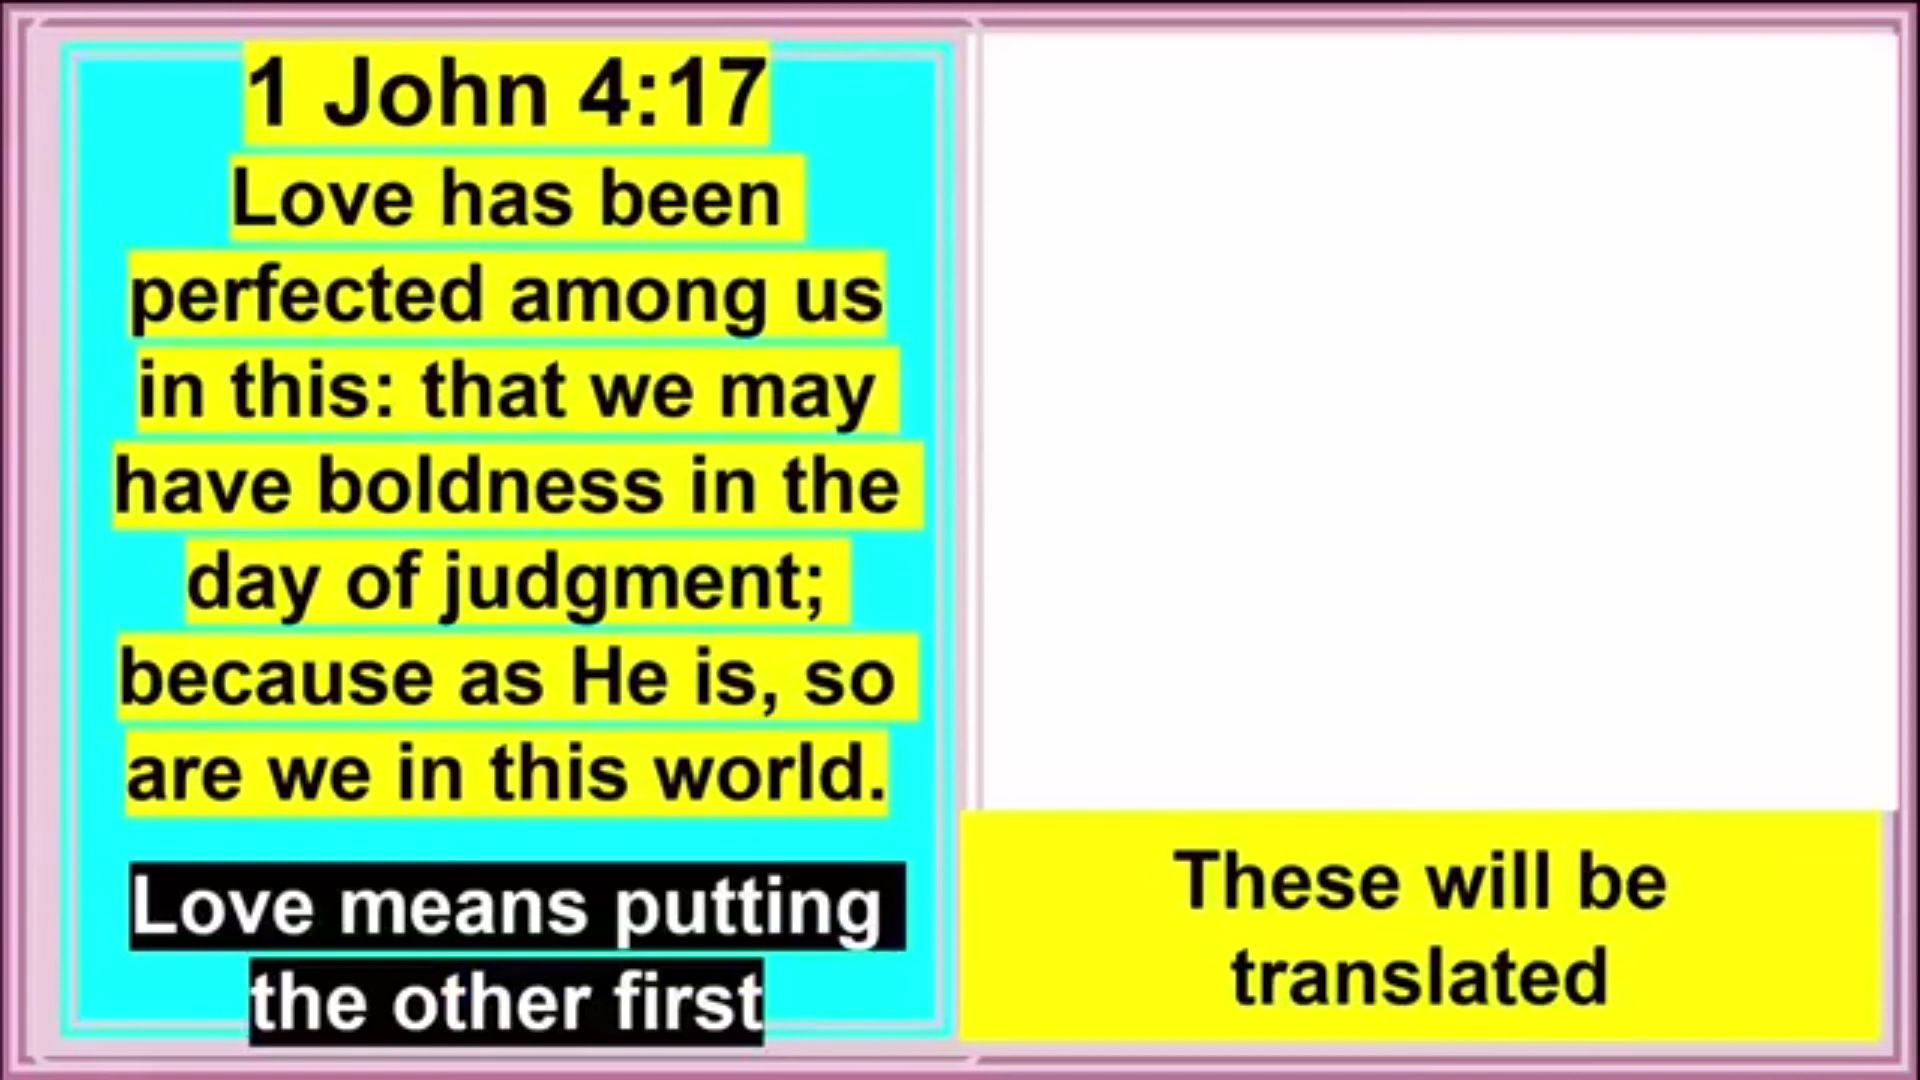 1 John 4:17
Love has been
perfected among us
in this: that we may
have boldness in the
day of judgment;
because as He is, so
are we in this world.
Love means putting
the other first
These will be
translated